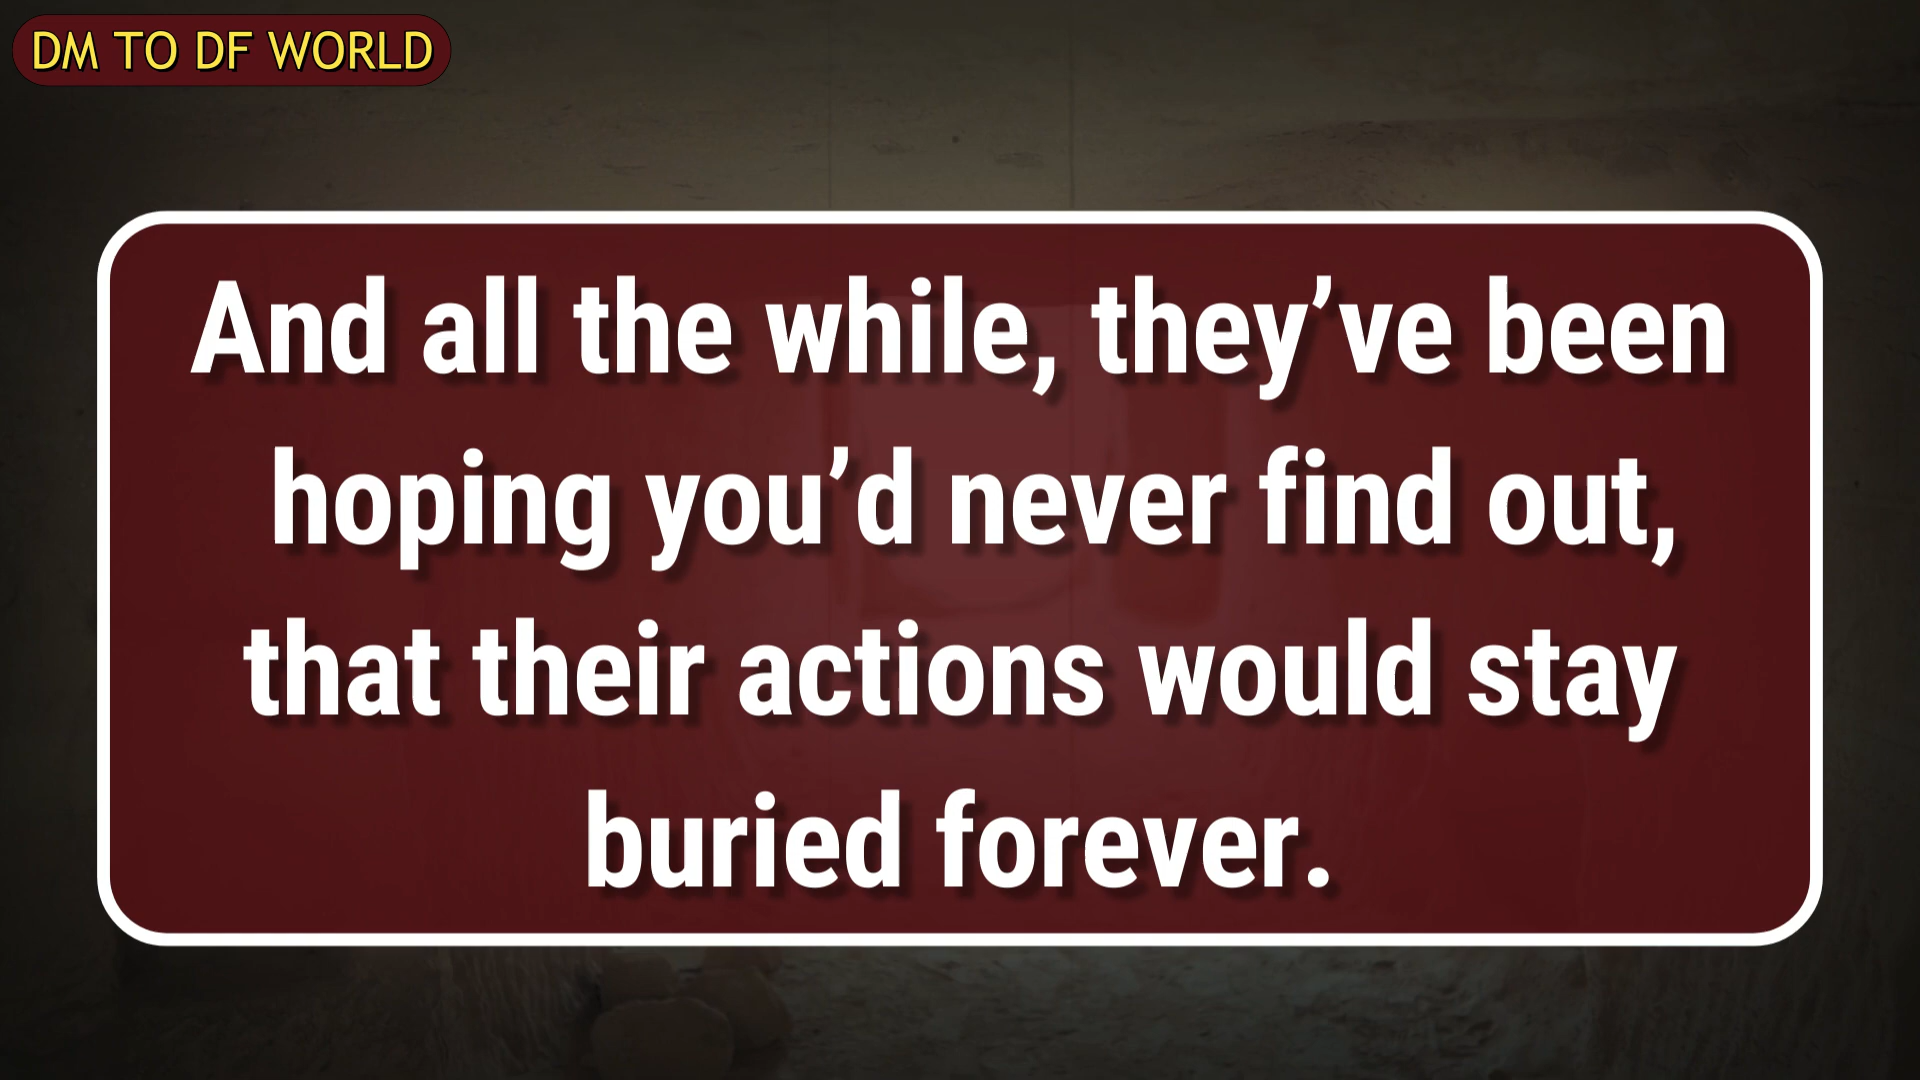 DM TO DF WORLD
And all the while, they’ve been
hoping you’d never find out,
that their actions would stay
buried forever.